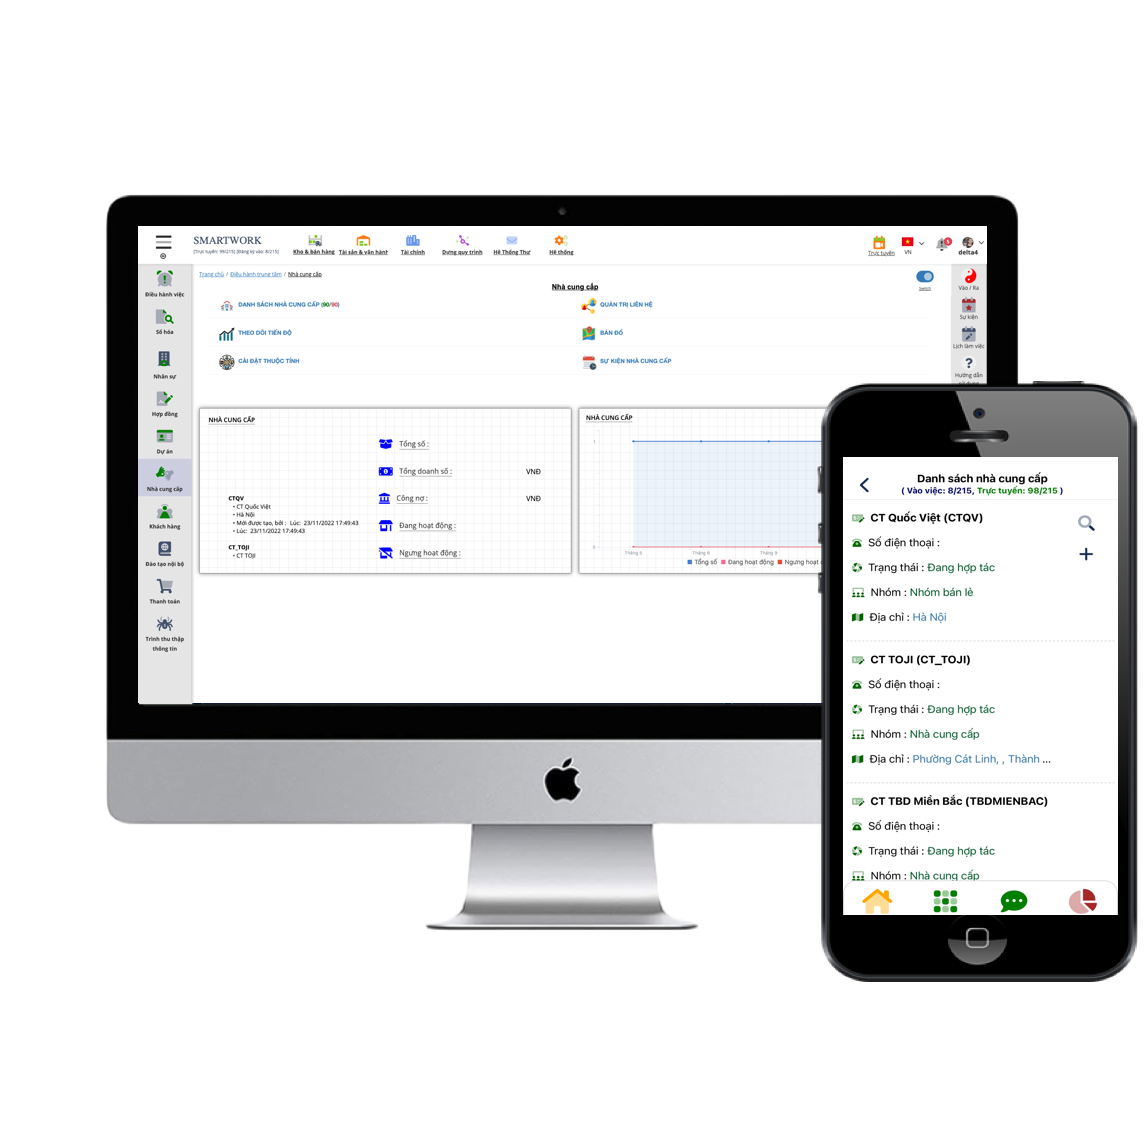 SMARTWORK
[Trực tuyến: 99/215] [Đăng ký vào: 8/215]
Kho & bán hàng
Tài sản & vận hành
Tài chính
Dựng quy trình
Hệ Thống Thư
Hệ thống
Trực tuyến
VN
5
delta4
Trang chủ / Điều hành trung tâm / Nhà cung cấp
Nhà cung cấp
Switch
DANH SÁCH NHÀ CUNG CẤP (90/90)
QUẢN TRỊ LIÊN HỆ
THEO DÕI TIẾN ĐỘ
BẢN ĐỒ
CÀI ĐẶT THUỘC TÍNH
SỰ KIỆN NHÀ CUNG CẤP
Điều hành việc
Số hóa
Nhân sự
Hợp đồng
Dự án
Nhà cung cấp
Khách hàng
Đào tạo nội bộ
Thanh toán
Trình thu thập
thông tin
Vào / Ra
Sự kiện
Lịch làm việc
?
Hướng dẫn
NHÀ CUNG CẤP
Tổng số :
Tổng doanh số :
VNĐ
Công nợ :
VNĐ
Đang hoạt động :
Ngưng hoạt động :
CTQV
• CT Quốc Việt
• Hà Nội
• Mới được tạo, bởi : Lúc: 23/11/2022 17:49:43
• Lúc: 23/11/2022 17:49:43
CT_TOJI
• CT TOJI
NHÀ CUNG CẤP
1
0
Tháng 8
Tháng 9
Tổng số
Đang hoạt động
Ngưng hoạt
Danh sách nhà cung cấp
( Vào việc: 8/215, Trực tuyến: 98/215 )
CT Quốc Việt (CTQV)
Số điện thoại :
Trạng thái : Đang hợp tác
Nhóm : Nhóm bán lẻ
Địa chỉ : Hà Nội
CT TOJI (CT_TOJI)
Số điện thoại :
Trạng thái : Đang hợp tác
Nhóm : Nhà cung cấp
Địa chỉ : Phường Cát Linh, , Thành ...
CT TBD Miền Bắc (TBDMIENBAC)
Số điện thoại :
Trạng thái : Đang hợp tác
Nhóm : Nhà cung cấp